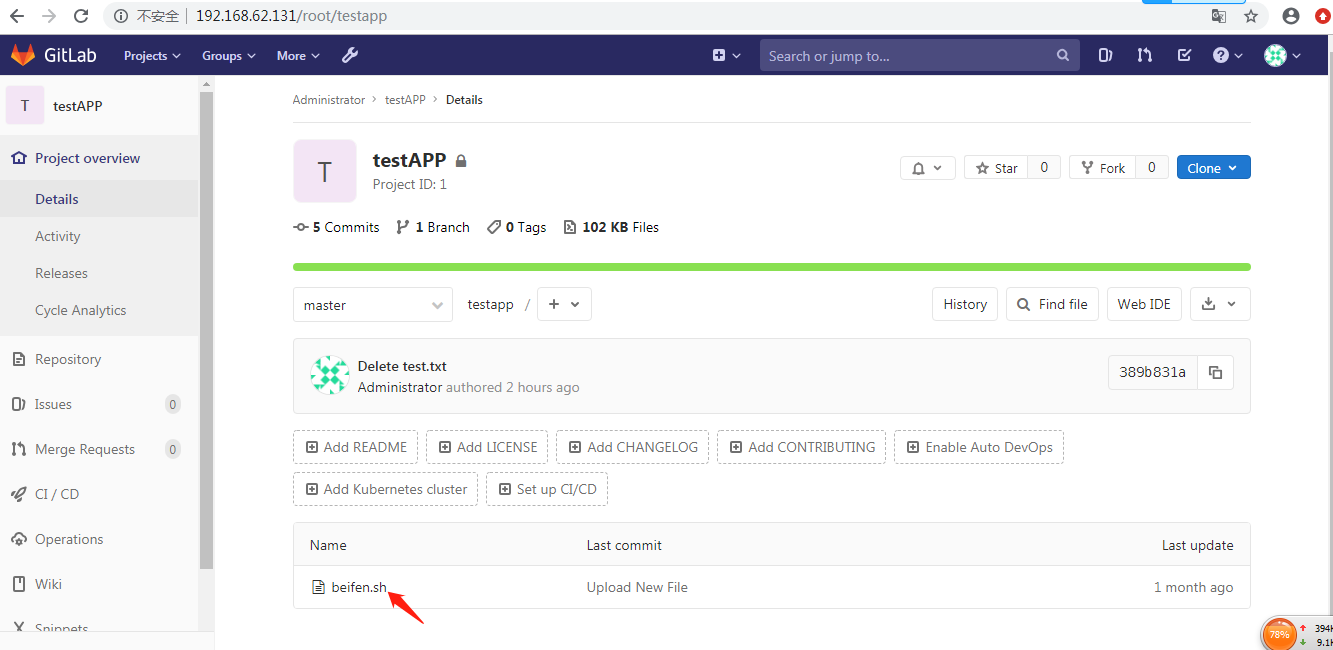 不安全 192.168.62.131/root/testapp
GitLab Projects Groups More Search or jump to...
T testAPP
Project overview
Details
Activity
Releases
Cycle Analytics
Repository
Issues 0
Merge Requests 0
CI / CD
Operations
Wiki
Snippets
Administrator > testAPP > Details
T
testAPP
Project ID: 1
Star 0 Fork 0 Clone
5 Commits 1 Branch 0 Tags 102 KB Files
master testapp / + History Find file Web IDE
Delete test.txt
Administrator authored 2 hours ago
389b831a
Add README Add LICENSE Add CHANGELOG Add CONTRIBUTING Enable Auto DevOps
Add Kubernetes cluster Set up CI/CD
Name Last commit Last update
beifen.sh Upload New File 1 month ago
78%
394K
9.1K